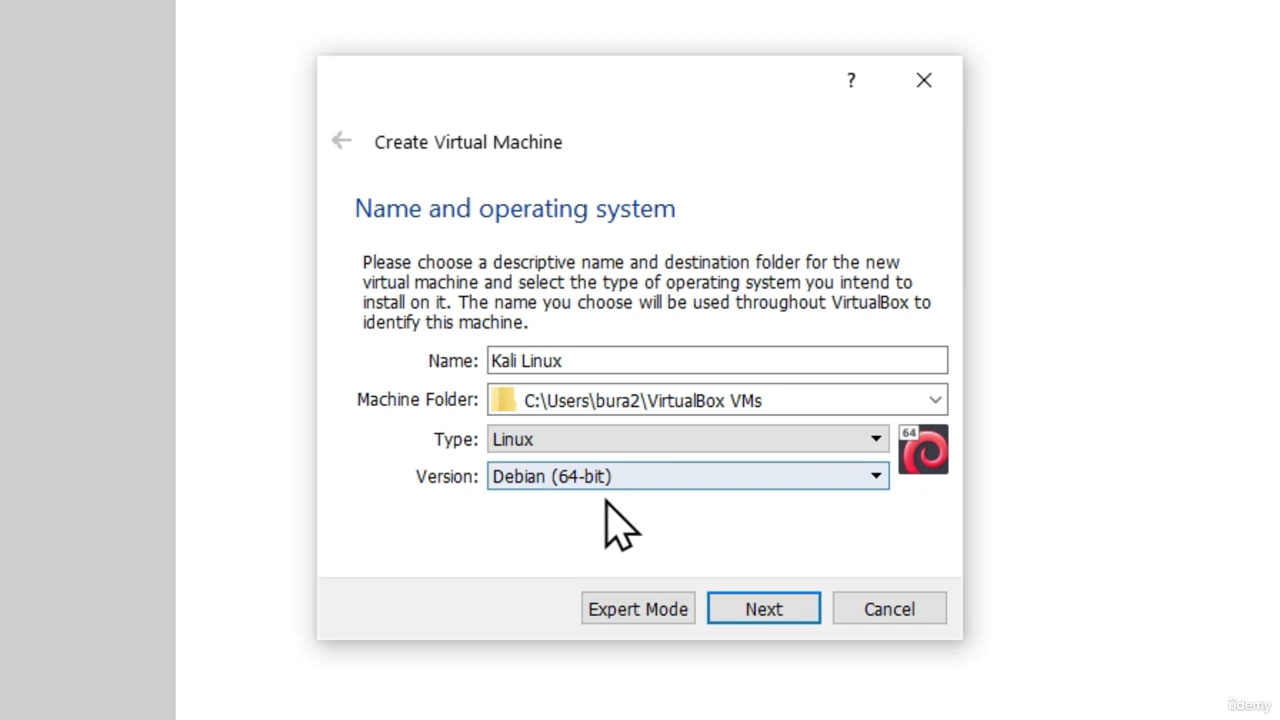 ?
Create Virtual Machine
Name and operating system
Please choose a descriptive name and destination folder for the new
virtual machine and select the type of operating system you intend to
install on it. The name you choose will be used throughout VirtualBox to
identify this machine.
Name: Kali Linux
Machine Folder: C:\Users\bura2\VirtualBox VMs
Type: Linux
64
Version: Debian (64-bit)
Expert Mode Next Cancel
ûdemy